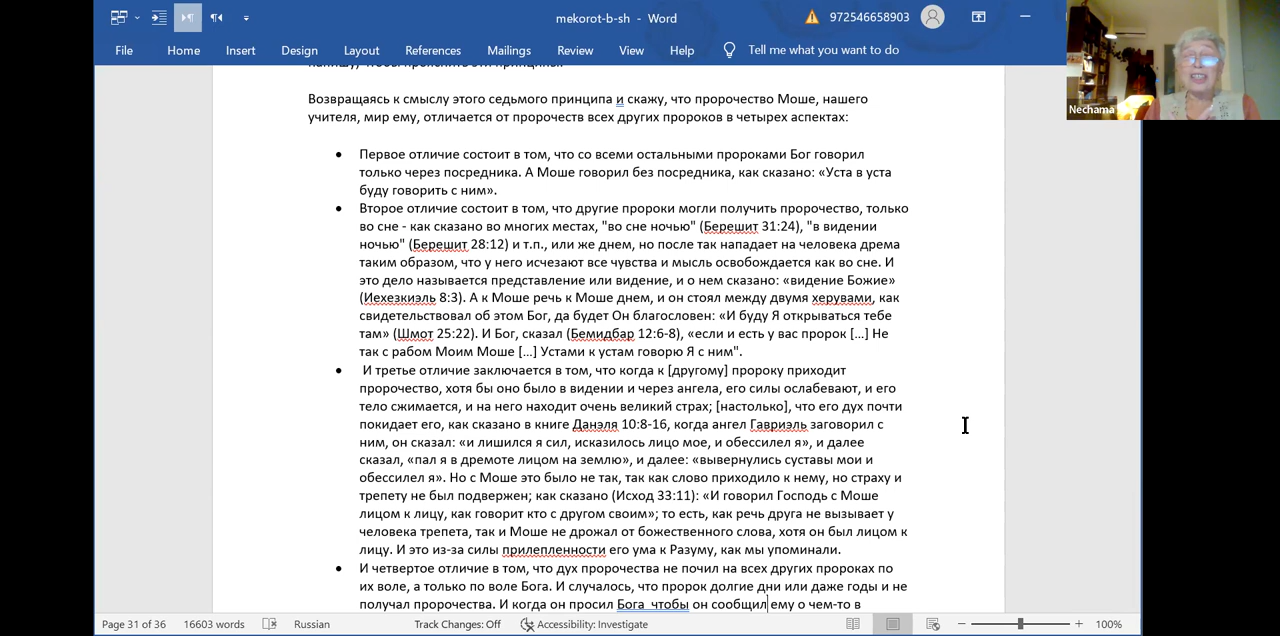 mekorot-b-sh - Word
972546658903
File Home Insert Design Layout References Mailings Review View Help Tell me what you want to do
Nechama
Возвращаясь к смыслу этого седьмого принципа и скажу, что пророчество Моше, нашего
учителя, мир ему, отличается от пророчеств всех других пророков в четырех аспектах:
• Первое отличие состоит в том, что со всеми остальными пророками Бог говорил
только через посредника. А Моше говорил без посредника, как сказано: «Уста в уста
буду говорить с ним».
• Второе отличие состоит в том, что другие пророки могли получить пророчество, только
во сне - как сказано во многих местах, "во сне ночью" (Берешит 31:24), "в видении
ночью" (Берешит 28:12) и т.п., или же днем, но после так нападает на человека дрема
таким образом, что у него исчезают все чувства и мысль освобождается как во сне. И
это дело называется представление или видение, и о нем сказано: «видение Божие»
(Иехезкиэль 8:3). А к Моше речь к Моше днем, и он стоял между двумя херувами, как
свидетельствовал об этом Бог, да будет Он благословен: «И буду Я открываться тебе
там» (Шмот 25:22). И Бог, сказал (Бемидбар 12:6-8), «если и есть у вас пророк [...] Не
так с рабом Моим Моше [...] Устами к устам говорю Я с ним".
• И третье отличие заключается в том, что когда к [другому] пророку приходит
пророчество, хотя бы оно было в видении и через ангела, его силы ослабевают, и его
тело сжимается, и на него находит очень великий страх; [настолько], что его дух почти
покидает его, как сказано в книге Данэля 10:8-16, когда ангел Гавриэль заговорил с
ним, он сказал: «и лишился я сил, исказилось лицо мое, и обессилел я», и далее
сказал, «пал я в дремоте лицом на землю», и далее: «вывернулись суставы мои и
обессилел я». Но с Моше это было не так, так как слово приходило к нему, но страху и
трепету не был подвержен; как сказано (Исход 33:11): «И говорил Господь с Моше
лицом к лицу, как говорит кто с другом своим»; то есть, как речь друга не вызывает у
человека трепета, так и Моше не дрожал от божественного слова, хотя он был лицом к
лицу. И это из-за силы прилепленности его ума к Разуму, как мы упоминали.
• И четвертое отличие в том, что дух пророчества не почил на всех других пророках по
их воле, а только по воле Бога. И случалось, что пророк долгие дни или даже годы и не
получал пророчества. И когда он просил Бога чтобы он сообщил ему о чем-то в
Page 31 of 36 16603 words Russian Track Changes: Off Accessibility: Investigate 100%